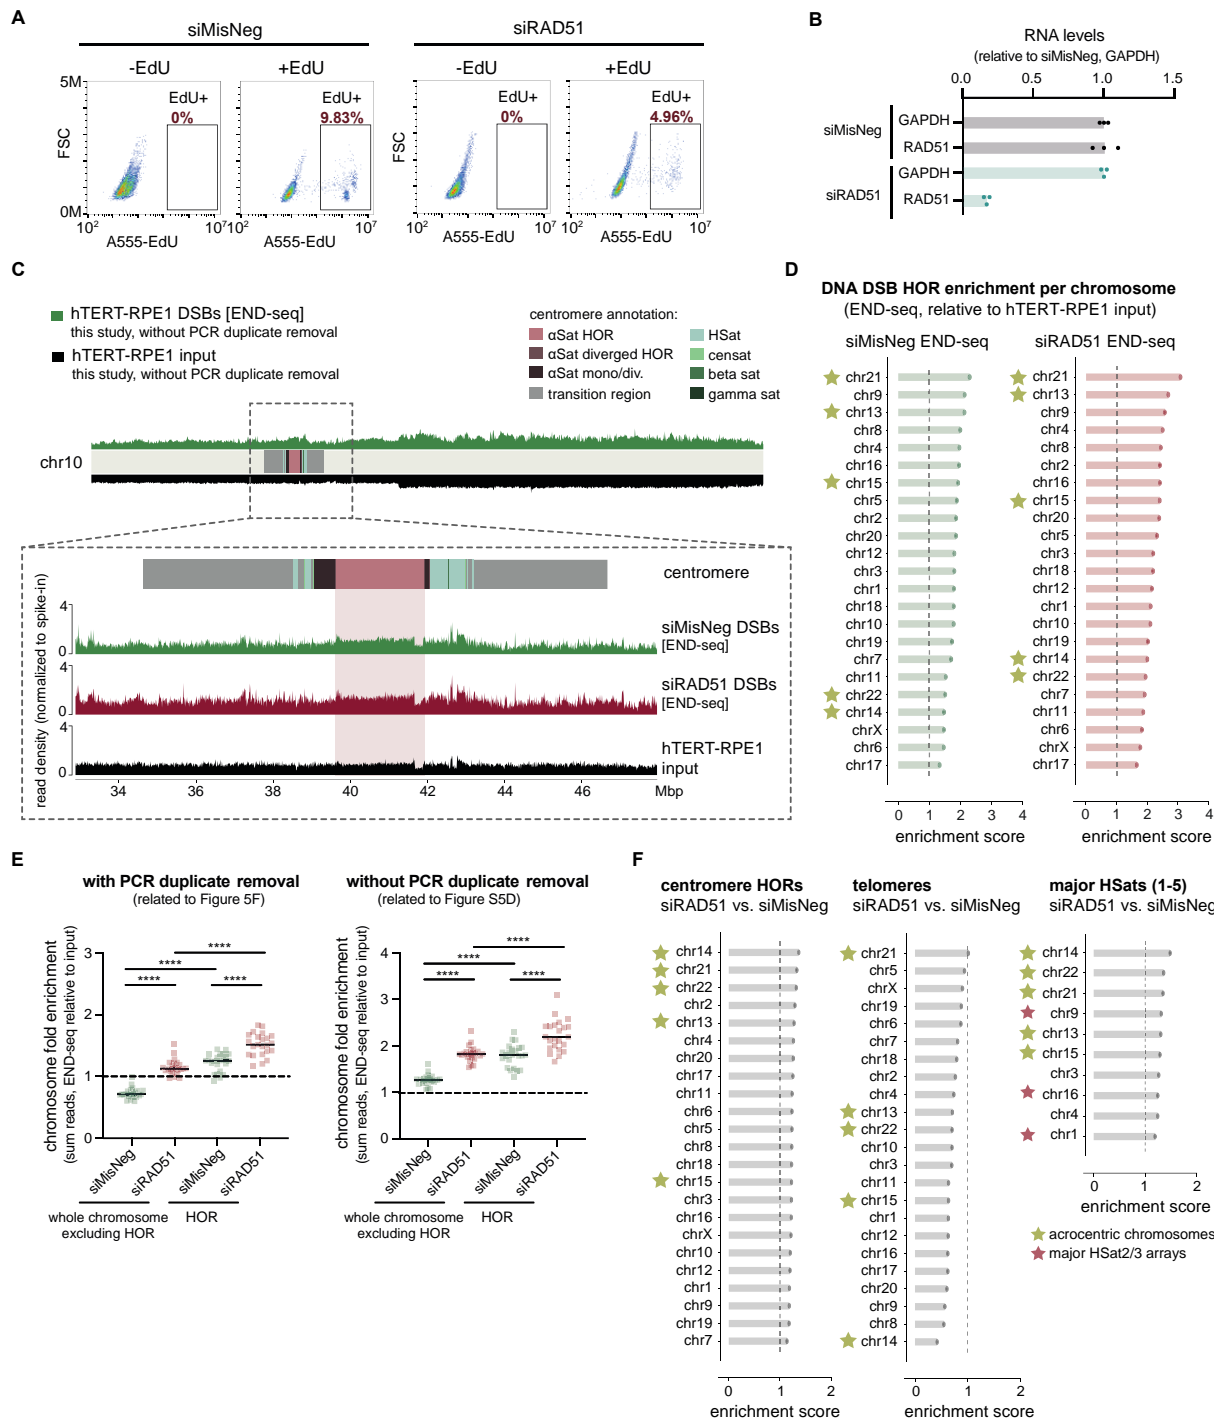 A
siMisNeg
siRAD51
-EdU
+EdU
-EdU
+EdU
5M
0M
FSC
EdU+
0%
EdU+
9.83%
FSC
EdU+
0%
EdU+
4.96%
10² 10⁷
10² 10⁷
10² 10⁷
10² 10⁷
A555-EdU
A555-EdU
A555-EdU
A555-EdU
B
RNA levels
(relative to siMisNeg, GAPDH)
0.0 0.5 1.0 1.5
siMisNeg
GAPDH
RAD51
siRAD51
GAPDH
RAD51
C
hTERT-RPE1 DSBs [END-seq]
this study, without PCR duplicate removal
hTERT-RPE1 input
this study, without PCR duplicate removal
centromere annotation:
αSat HOR
αSat diverged HOR
αSat mono/div.
transition region
HSat
censat
beta sat
gamma sat
chr10
centromere
read density (normalized to spike-in)
4
0
siMisNeg DSBs
[END-seq]
4
0
siRAD51 DSBs
[END-seq]
4
0
hTERT-RPE1
input
34 36 38 40 42 44 46 Mbp
D
DNA DSB HOR enrichment per chromosome
(END-seq, relative to hTERT-RPE1 input)
siMisNeg END-seq
chr21
chr9
chr13
chr8
chr4
chr16
chr15
chr5
chr2
chr20
chr12
chr3
chr1
chr18
chr10
chr19
chr7
chr11
chr22
chr14
chrX
chr6
chr17
0 1 2 3 4
enrichment score
siRAD51 END-seq
chr21
chr13
chr9
chr4
chr8
chr2
chr16
chr15
chr20
chr5
chr3
chr18
chr12
chr1
chr10
chr19
chr14
chr22
chr7
chr11
chr6
chrX
chr17
0 1 2 3 4
enrichment score
E
with PCR duplicate removal
(related to Figure 5F)
chromosome fold enrichment
(sum reads, END-seq relative to input)
3
2
1
0
****
****
****
****
siMisNeg
siRAD51
siMisNeg
siRAD51
whole chromosome
excluding HOR
HOR
without PCR duplicate removal
(related to Figure S5D)
chromosome fold enrichment
(sum reads, END-seq relative to input)
4
3
2
1
0
****
****
****
****
siMisNeg
siRAD51
siMisNeg
siRAD51
whole chromosome
excluding HOR
HOR
F
centromere HORs
siRAD51 vs. siMisNeg
chr14
chr21
chr22
chr2
chr13
chr4
chr20
chr17
chr11
chr6
chr5
chr8
chr18
chr15
chr3
chr16
chrX
chr10
chr12
chr1
chr9
chr19
chr7
0 1 2
enrichment score
telomeres
siRAD51 vs. siMisNeg
chr21
chr5
chrX
chr19
chr6
chr7
chr18
chr2
chr4
chr13
chr22
chr10
chr3
chr11
chr15
chr1
chr12
chr16
chr17
chr20
chr9
chr8
chr14
0 1 2
enrichment score
major HSats (1-5)
siRAD51 vs. siMisNeg
chr14
chr22
chr21
chr9
chr13
chr15
chr3
chr16
chr4
chr1
0 1 2
enrichment score
acrocentric chromosomes
major HSat2/3 arrays